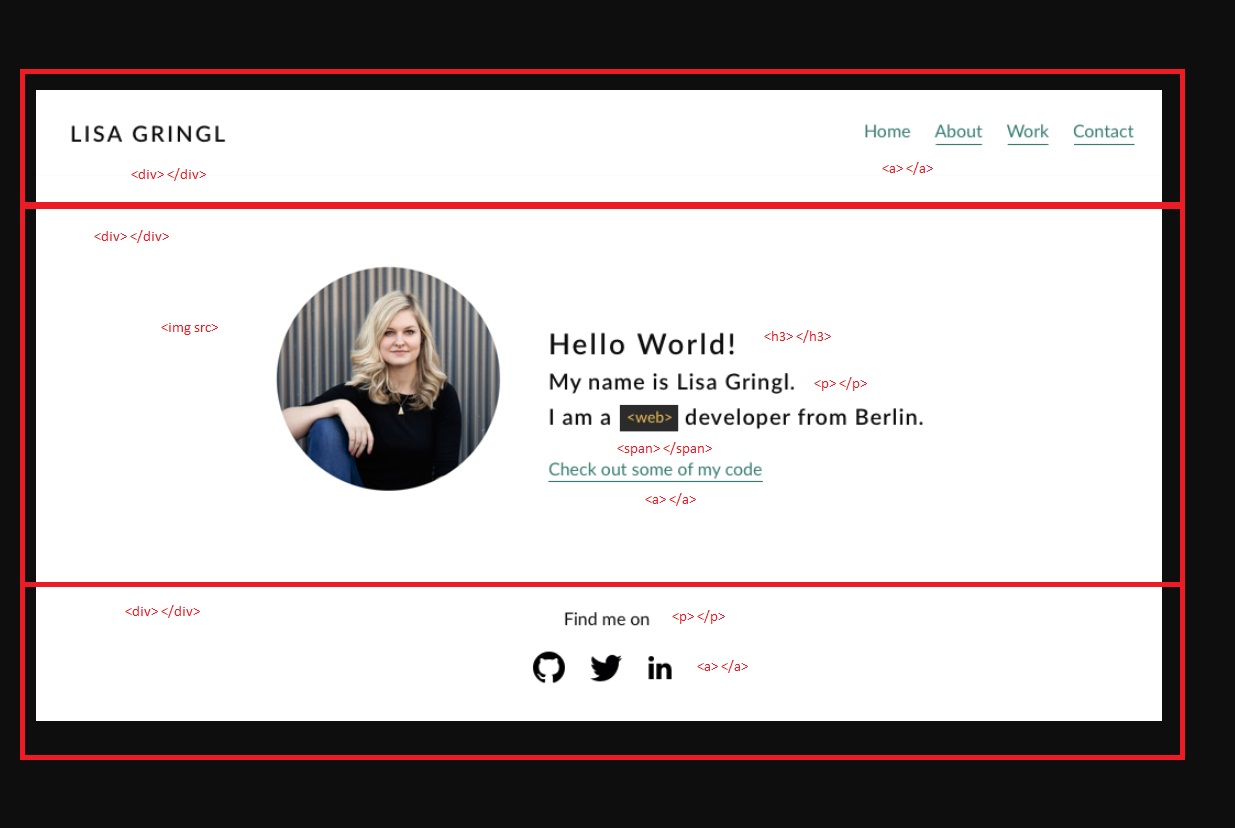 LISA GRINGL
Home About Work Contact
<div> </div>
<a> </a>
<div> </div>
<img src>
Hello World! <h3> </h3>
My name is Lisa Gringl. <p> </p>
I am a <web> developer from Berlin.
<span> </span>
Check out some of my code
<a> </a>
<div> </div>
Find me on <p> </p>
in <a> </a>